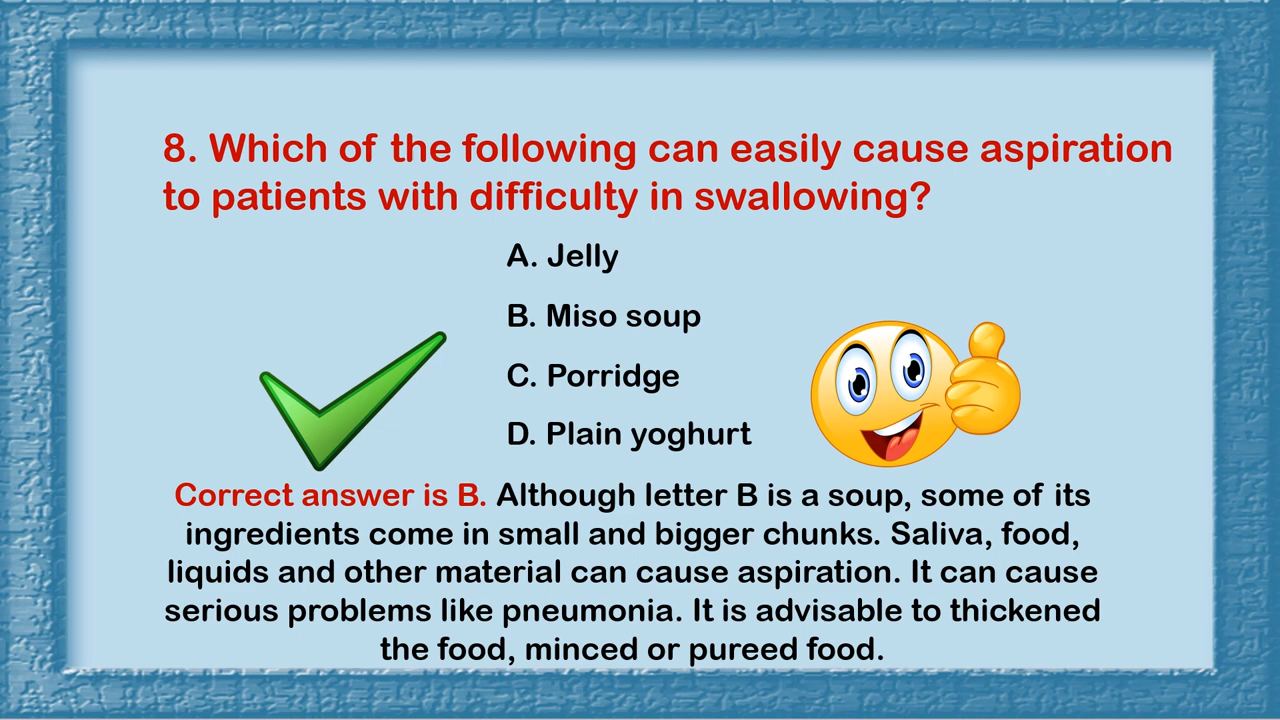 8. Which of the following can easily cause aspiration
to patients with difficulty in swallowing?
A. Jelly
B. Miso soup
C. Porridge
D. Plain yoghurt
Correct answer is B. Although letter B is a soup, some of its
ingredients come in small and bigger chunks. Saliva, food,
liquids and other material can cause aspiration. It can cause
serious problems like pneumonia. It is advisable to thickened
the food, minced or pureed food.